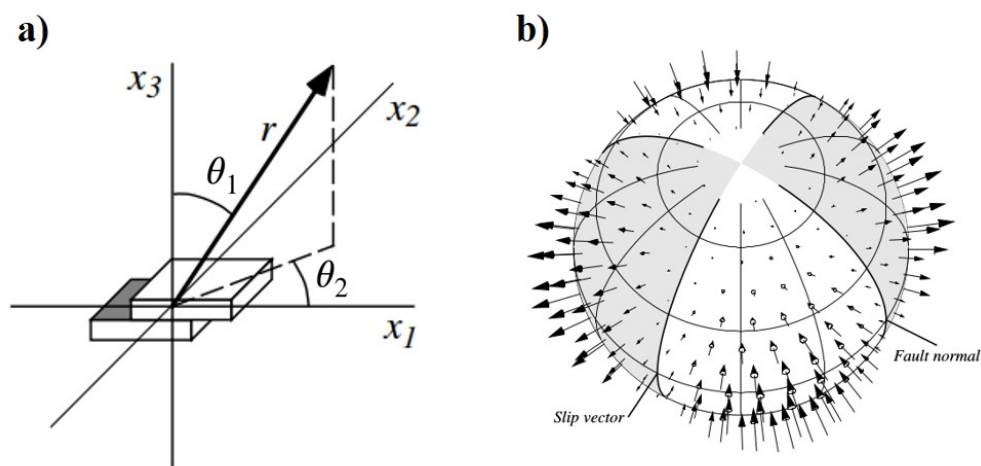 a)
x3
x2
r
θ1
θ2
x1
b)
Fault normal
Slip vector